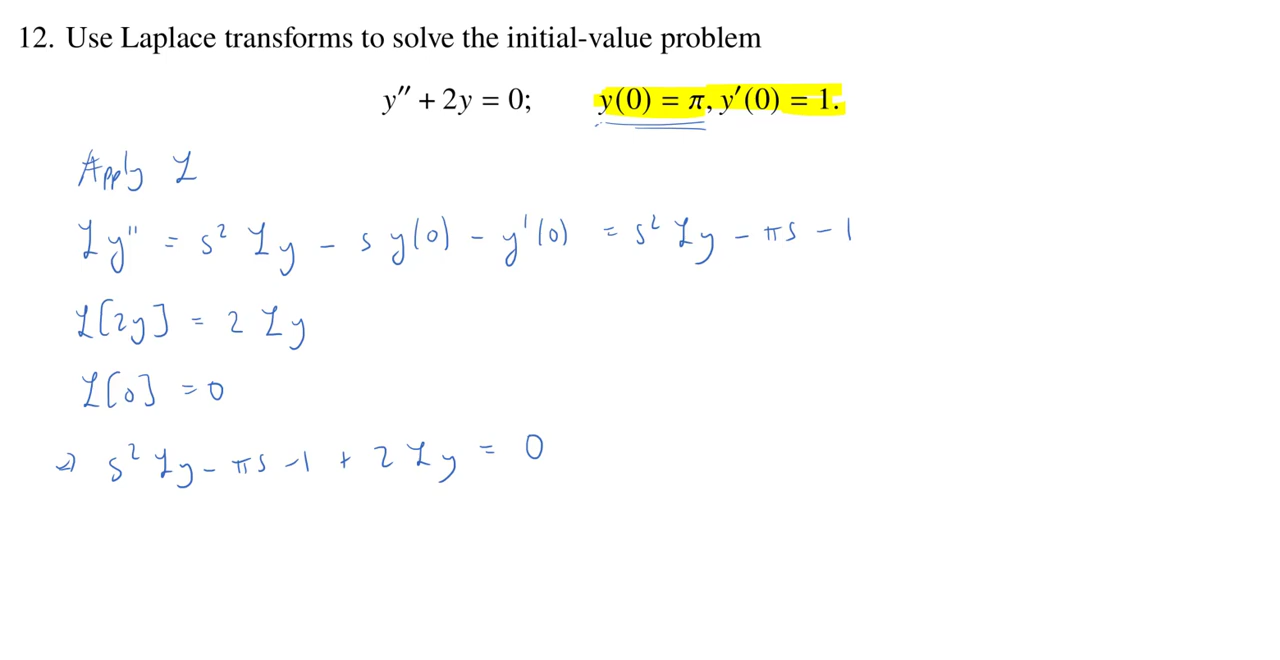 12. Use Laplace transforms to solve the initial-value problem
y″ + 2y = 0; y(0) = π, y′(0) = 1.
Apply ℒ
ℒy″ = s² ℒy − s y(0) − y′(0) = s² ℒy − πs − 1
ℒ[2y] = 2 ℒy
ℒ[0] = 0
⇒ s² ℒy − πs − 1 + 2 ℒy = 0